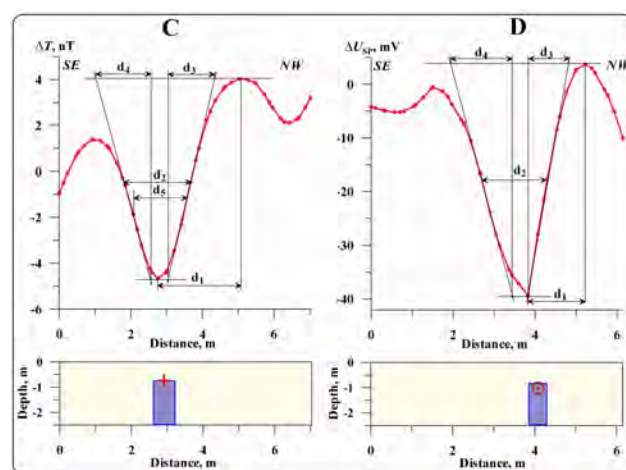 C
ΔT, nT
SE
NW
d4
d3
d2
d5
d1
4
2
0
-2
-4
-6
0
2
4
6
Distance, m
Depth, m
0
-1
-2
0
2
4
6
Distance, m
D
ΔUSP, mV
SE
NW
d4
d3
d2
d1
0
-10
-20
-30
-40
0
2
4
6
Distance, m
Depth, m
0
-1
-2
0
2
4
6
Distance, m